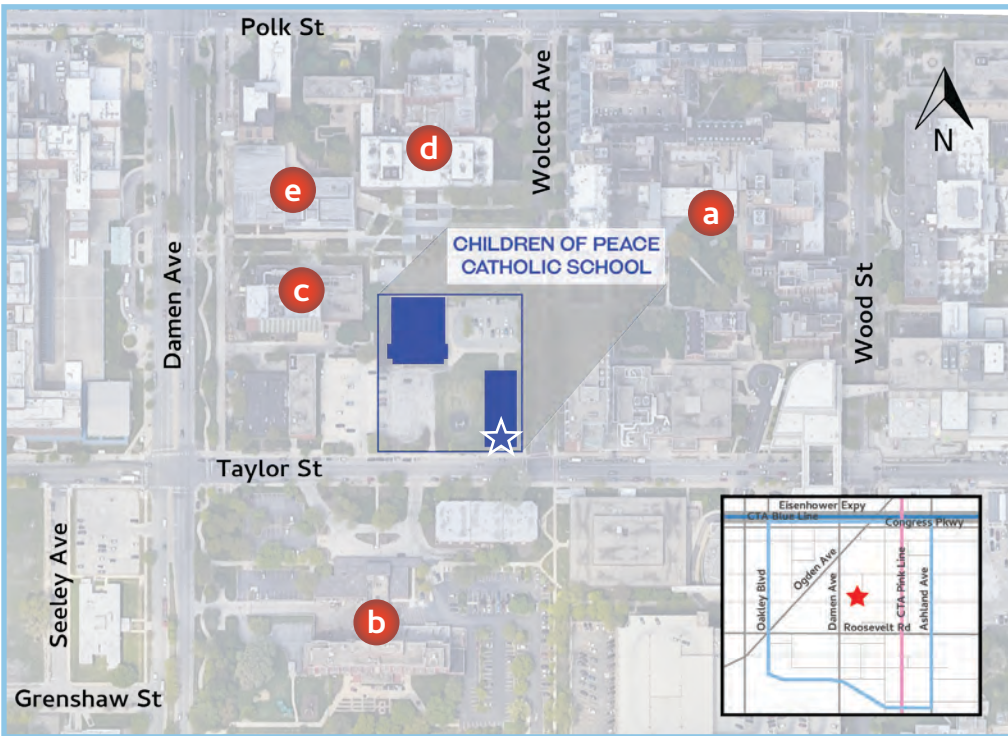 Polk St
Wolcott Ave
N
d
e
a
CHILDREN OF PEACE
CATHOLIC SCHOOL
c
Damen Ave
Wood St
Taylor St
Seeley Ave
b
Grenshaw St
Eisenhower Expy
CTA Blue Line
Congress Pkwy
Ogden Ave
Oakley Blvd
Damen Ave
CTA Pink Line
Ashland Ave
Roosevelt Rd